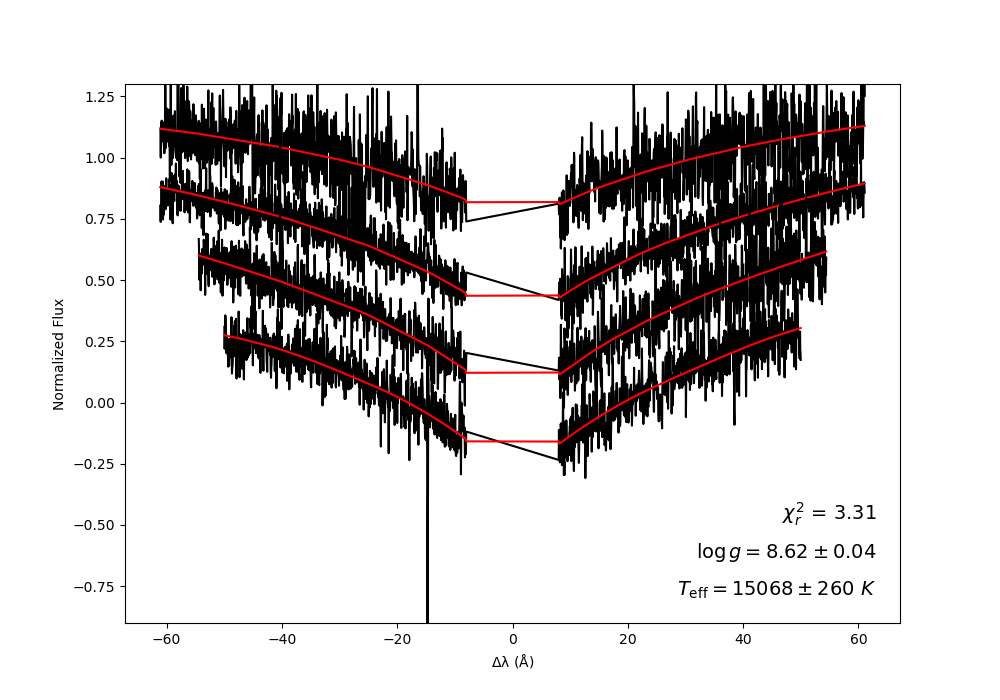 1.25
1.00
0.75
0.50
0.25
0.00
−0.25
−0.50
−0.75
Normalized Flux
χ²ᵣ = 3.31
log g = 8.62 ± 0.04
T_eff = 15068 ± 260 K
−60 −40 −20 0 20 40 60
Δλ (Å)